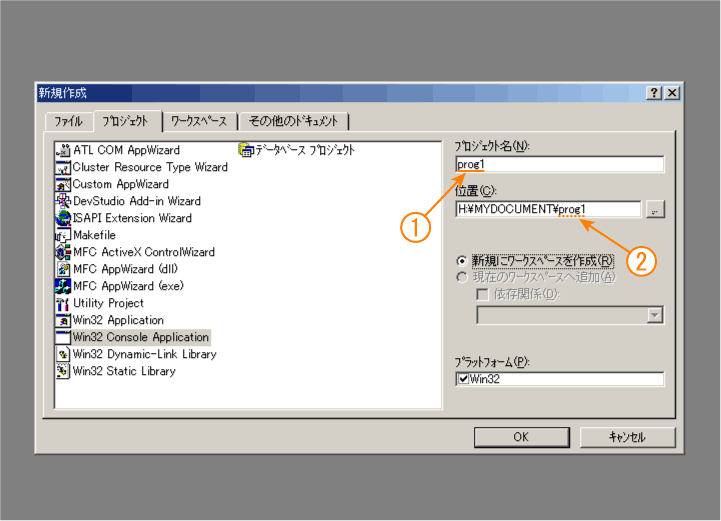 新規作成
ﾌｧｲﾙ ﾌﾟﾛｼﾞｪｸﾄ ﾜｰｸｽﾍﾟｰｽ その他のﾄﾞｷｭﾒﾝﾄ
ATL COM AppWizard
ﾃﾞｰﾀﾍﾞｰｽ ﾌﾟﾛｼﾞｪｸﾄ
Cluster Resource Type Wizard
Custom AppWizard
DevStudio Add-in Wizard
ISAPI Extension Wizard
Makefile
MFC ActiveX ControlWizard
MFC AppWizard (dll)
MFC AppWizard (exe)
Utility Project
Win32 Application
Win32 Console Application
Win32 Dynamic-Link Library
Win32 Static Library
ﾌﾟﾛｼﾞｪｸﾄ名(N):
prog1
①
位置(C):
H:¥MYDOCUMENT¥prog1
...
②
新規にﾜｰｸｽﾍﾟｰｽを作成(R)
現在のﾜｰｸｽﾍﾟｰｽへ追加(A)
依存関係(D):
ﾌﾟﾗｯﾄﾌｫｰﾑ(P):
Win32
OK
ｷｬﾝｾﾙ